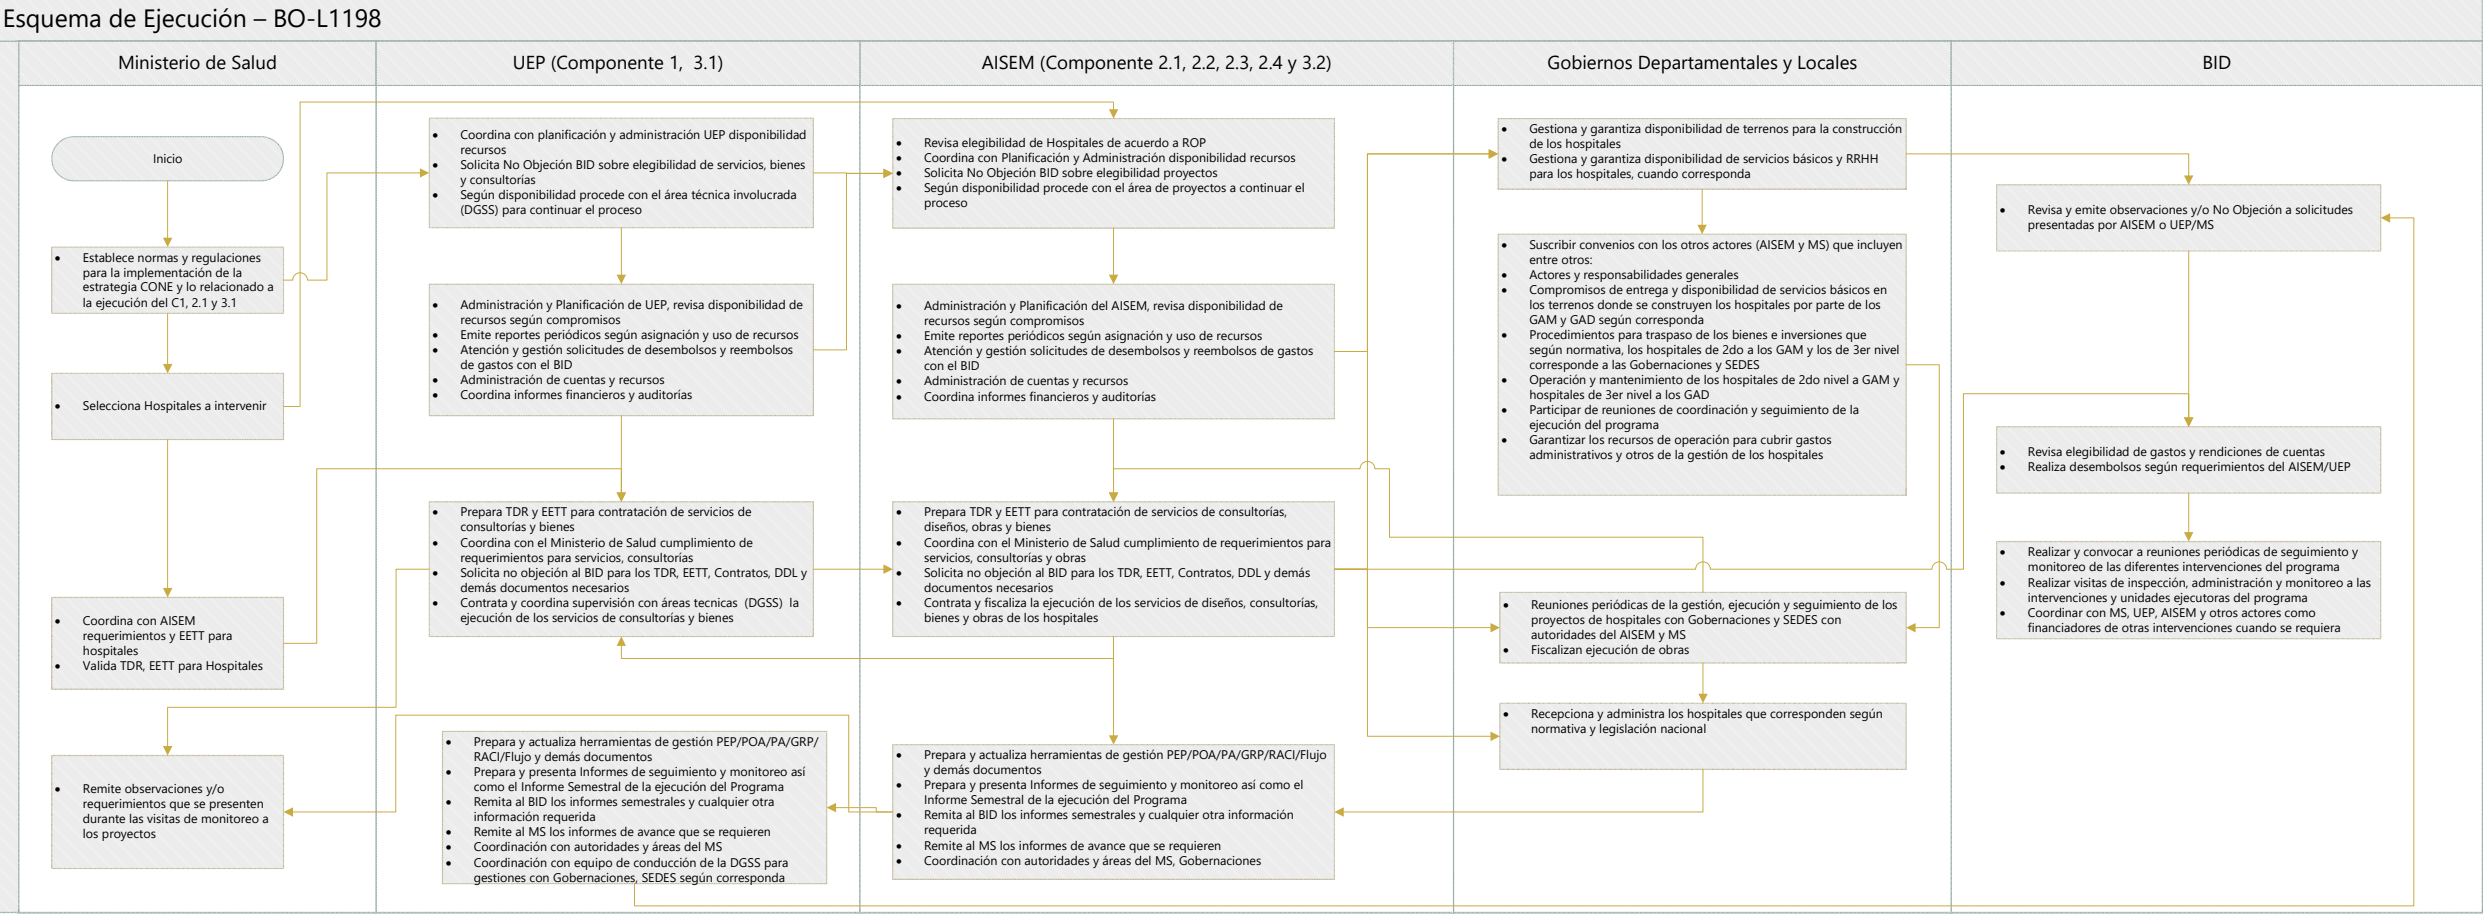 Esquema de Ejecución – BO-L1198
Ministerio de Salud
UEP (Componente 1,  3.1)
AISEM (Componente 2.1, 2.2, 2.3, 2.4 y 3.2)
Gobiernos Departamentales y Locales
BID
Inicio
• Establece normas y regulaciones
para la implementación de la
estrategia CONE y lo relacionado a
la ejecución del C1, 2.1 y 3.1
• Selecciona Hospitales a intervenir
• Coordina con AISEM
requerimientos y EETT para
hospitales
• Valida TDR, EETT para Hospitales
• Remite observaciones y/o
requerimientos que se presenten
durante las visitas de monitoreo a
los proyectos
• Coordina con planificación y administración UEP disponibilidad
recursos
• Solicita No Objeción BID sobre elegibilidad de servicios, bienes
y consultorías
• Según disponibilidad procede con el área técnica involucrada
(DGSS) para continuar el proceso
• Administración y Planificación de UEP, revisa disponibilidad de
recursos según compromisos
• Emite reportes periódicos según asignación y uso de recursos
• Atención y gestión solicitudes de desembolsos y reembolsos
de gastos con el BID
• Administración de cuentas y recursos
• Coordina informes financieros y auditorías
• Prepara TDR y EETT para contratación de servicios de
consultorías y bienes
• Coordina con el Ministerio de Salud cumplimiento de
requerimientos para servicios, consultorías
• Solicita no objeción al BID para los TDR, EETT, Contratos, DDL y
demás documentos necesarios
• Contrata y coordina supervisión con áreas tecnicas  (DGSS)  la
ejecución de los servicios de consultorías y bienes
• Prepara y actualiza herramientas de gestión PEP/POA/PA/GRP/
RACI/Flujo y demás documentos
• Prepara y presenta Informes de seguimiento y monitoreo así
como el Informe Semestral de la ejecución del Programa
• Remita al BID los informes semestrales y cualquier otra
información requerida
• Remite al MS los informes de avance que se requieren
• Coordinación con autoridades y áreas del MS
• Coordinación con equipo de conducción de la DGSS para
gestiones con Gobernaciones, SEDES según corresponda
• Revisa elegibilidad de Hospitales de acuerdo a ROP
• Coordina con Planificación y Administración disponibilidad recursos
• Solicita No Objeción BID sobre elegibilidad proyectos
• Según disponibilidad procede con el área de proyectos a continuar el
proceso
• Administración y Planificación del AISEM, revisa disponibilidad de
recursos según compromisos
• Emite reportes periódicos según asignación y uso de recursos
• Atención y gestión solicitudes de desembolsos y reembolsos de gastos
con el BID
• Administración de cuentas y recursos
• Coordina informes financieros y auditorías
• Prepara TDR y EETT para contratación de servicios de consultorías,
diseños, obras y bienes
• Coordina con el Ministerio de Salud cumplimiento de requerimientos para
servicios, consultorías y obras
• Solicita no objeción al BID para los TDR, EETT, Contratos, DDL y demás
documentos necesarios
• Contrata y fiscaliza la ejecución de los servicios de diseños, consultorías,
bienes y obras de los hospitales
• Prepara y actualiza herramientas de gestión PEP/POA/PA/GRP/RACI/Flujo
y demás documentos
• Prepara y presenta Informes de seguimiento y monitoreo así como el
Informe Semestral de la ejecución del Programa
• Remita al BID los informes semestrales y cualquier otra información
requerida
• Remite al MS los informes de avance que se requieren
• Coordinación con autoridades y áreas del MS, Gobernaciones
• Gestiona y garantiza disponibilidad de terrenos para la construcción
de los hospitales
• Gestiona y garantiza disponibilidad de servicios básicos y RRHH
para los hospitales, cuando corresponda
• Suscribir convenios con los otros actores (AISEM y MS) que incluyen
entre otros:
• Actores y responsabilidades generales
• Compromisos de entrega y disponibilidad de servicios básicos en
los terrenos donde se construyen los hospitales por parte de los
GAM y GAD según corresponda
• Procedimientos para traspaso de los bienes e inversiones que
según normativa, los hospitales de 2do a los GAM y los de 3er nivel
corresponde a las Gobernaciones y SEDES
• Operación y mantenimiento de los hospitales de 2do nivel a GAM y
hospitales de 3er nivel a los GAD
• Participar de reuniones de coordinación y seguimiento de la
ejecución del programa
• Garantizar los recursos de operación para cubrir gastos
administrativos y otros de la gestión de los hospitales
• Reuniones periódicas de la gestión, ejecución y seguimiento de los
proyectos de hospitales con Gobernaciones y SEDES con
autoridades del AISEM y MS
• Fiscalizan ejecución de obras
• Recepciona y administra los hospitales que corresponden según
normativa y legislación nacional
• Revisa y emite observaciones y/o No Objeción a solicitudes
presentadas por AISEM o UEP/MS
• Revisa elegibilidad de gastos y rendiciones de cuentas
• Realiza desembolsos según requerimientos del AISEM/UEP
• Realizar y convocar a reuniones periódicas de seguimiento y
monitoreo de las diferentes intervenciones del programa
• Realizar visitas de inspección, administración y monitoreo a las
intervenciones y unidades ejecutoras del programa
• Coordinar con MS, UEP, AISEM y otros actores como
financiadores de otras intervenciones cuando se requiera